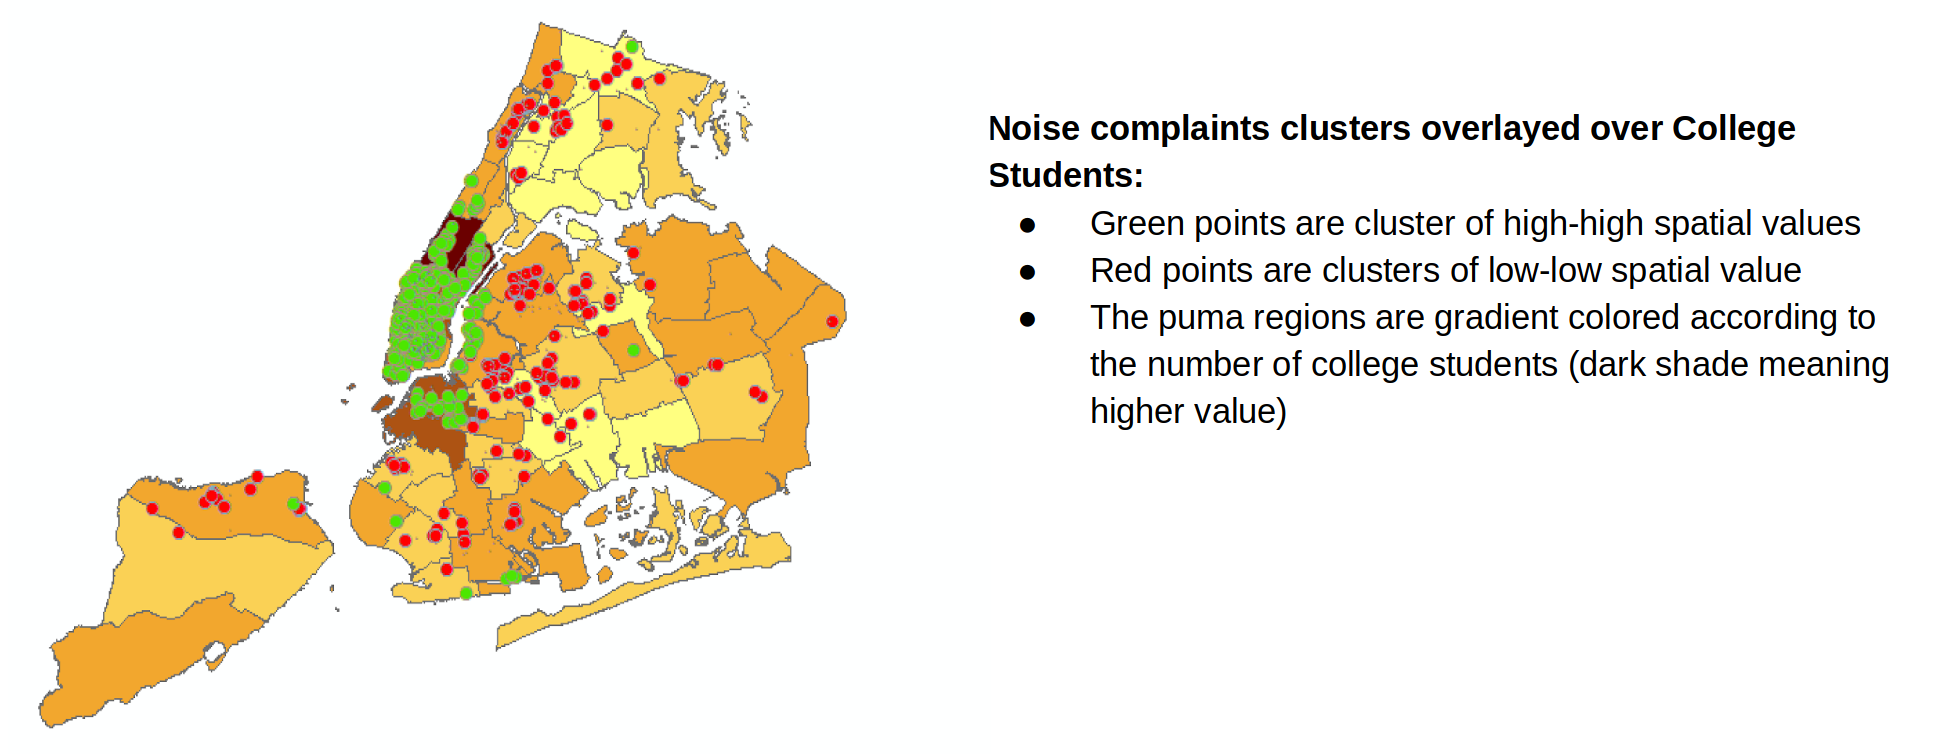 Noise complaints clusters overlayed over College
Students:
● Green points are cluster of high-high spatial values
● Red points are clusters of low-low spatial value
● The puma regions are gradient colored according to
the number of college students (dark shade meaning
higher value)